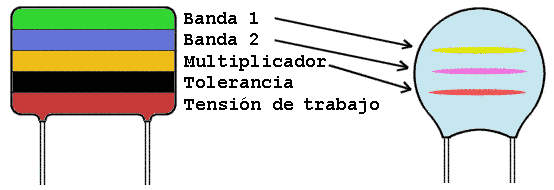 Banda 1
Banda 2
Multiplicador
Tolerancia
Tensión de trabajo